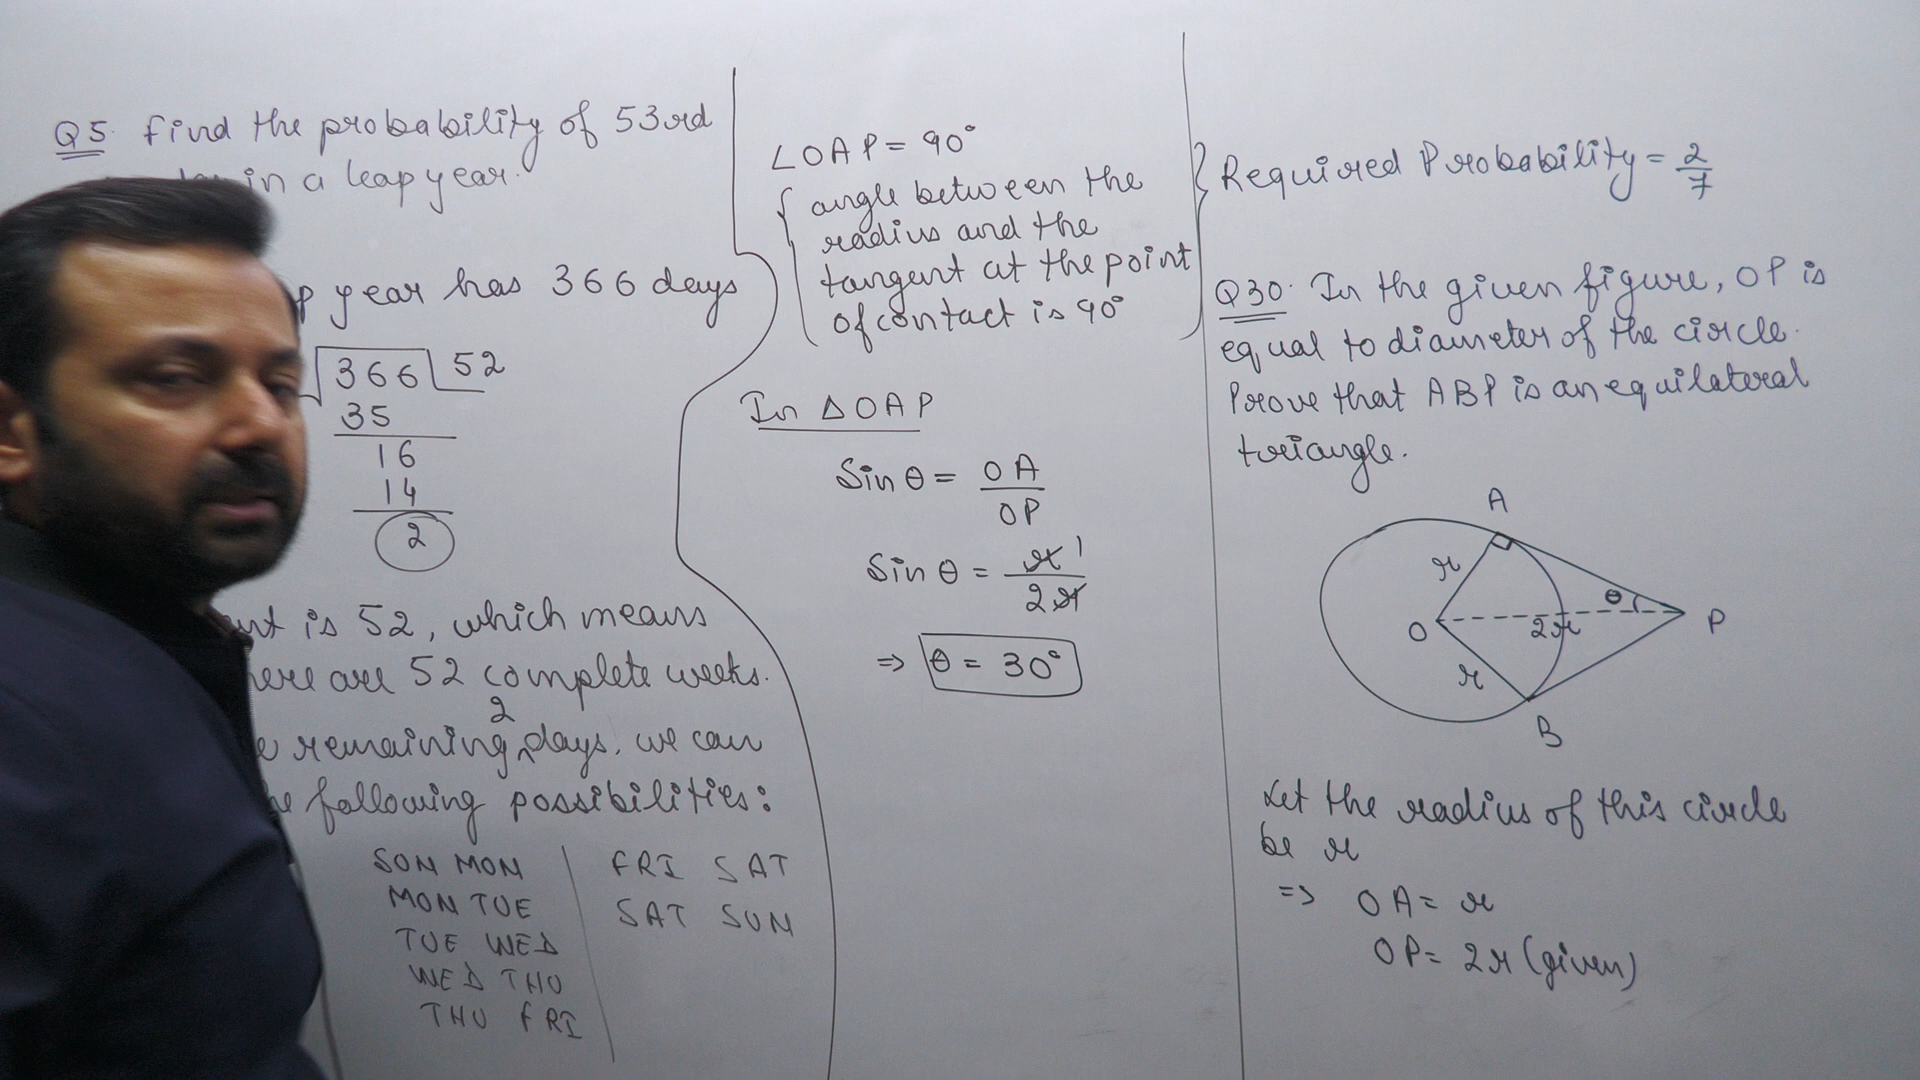 Q5. Find the probability of 53rd
in a leap year.
year has 366 days
366 52
35
16
14
2
is 52, which means
are 52 complete weeks.
2
remaining days, we can
following possibilities:
SUN MON
MON TUE
TUE WED
WED THU
THU FRI
FRI SAT
SAT SUN
∠OAP = 90°
{ angle between the
radius and the
tangent at the point
of contact is 90° }
In △OAP
Sin θ = OA / OP
Sin θ = r 1 / 2r
⇒ θ = 30°
Required Probability = 2/7
Q30. In the given figure, OP is
equal to diameter of the circle.
Prove that ABP is an equilateral
triangle.
A
r
θ
O
2r
P
r
B
Let the radius of this circle
be r
⇒ OA = r
OP = 2r (given)